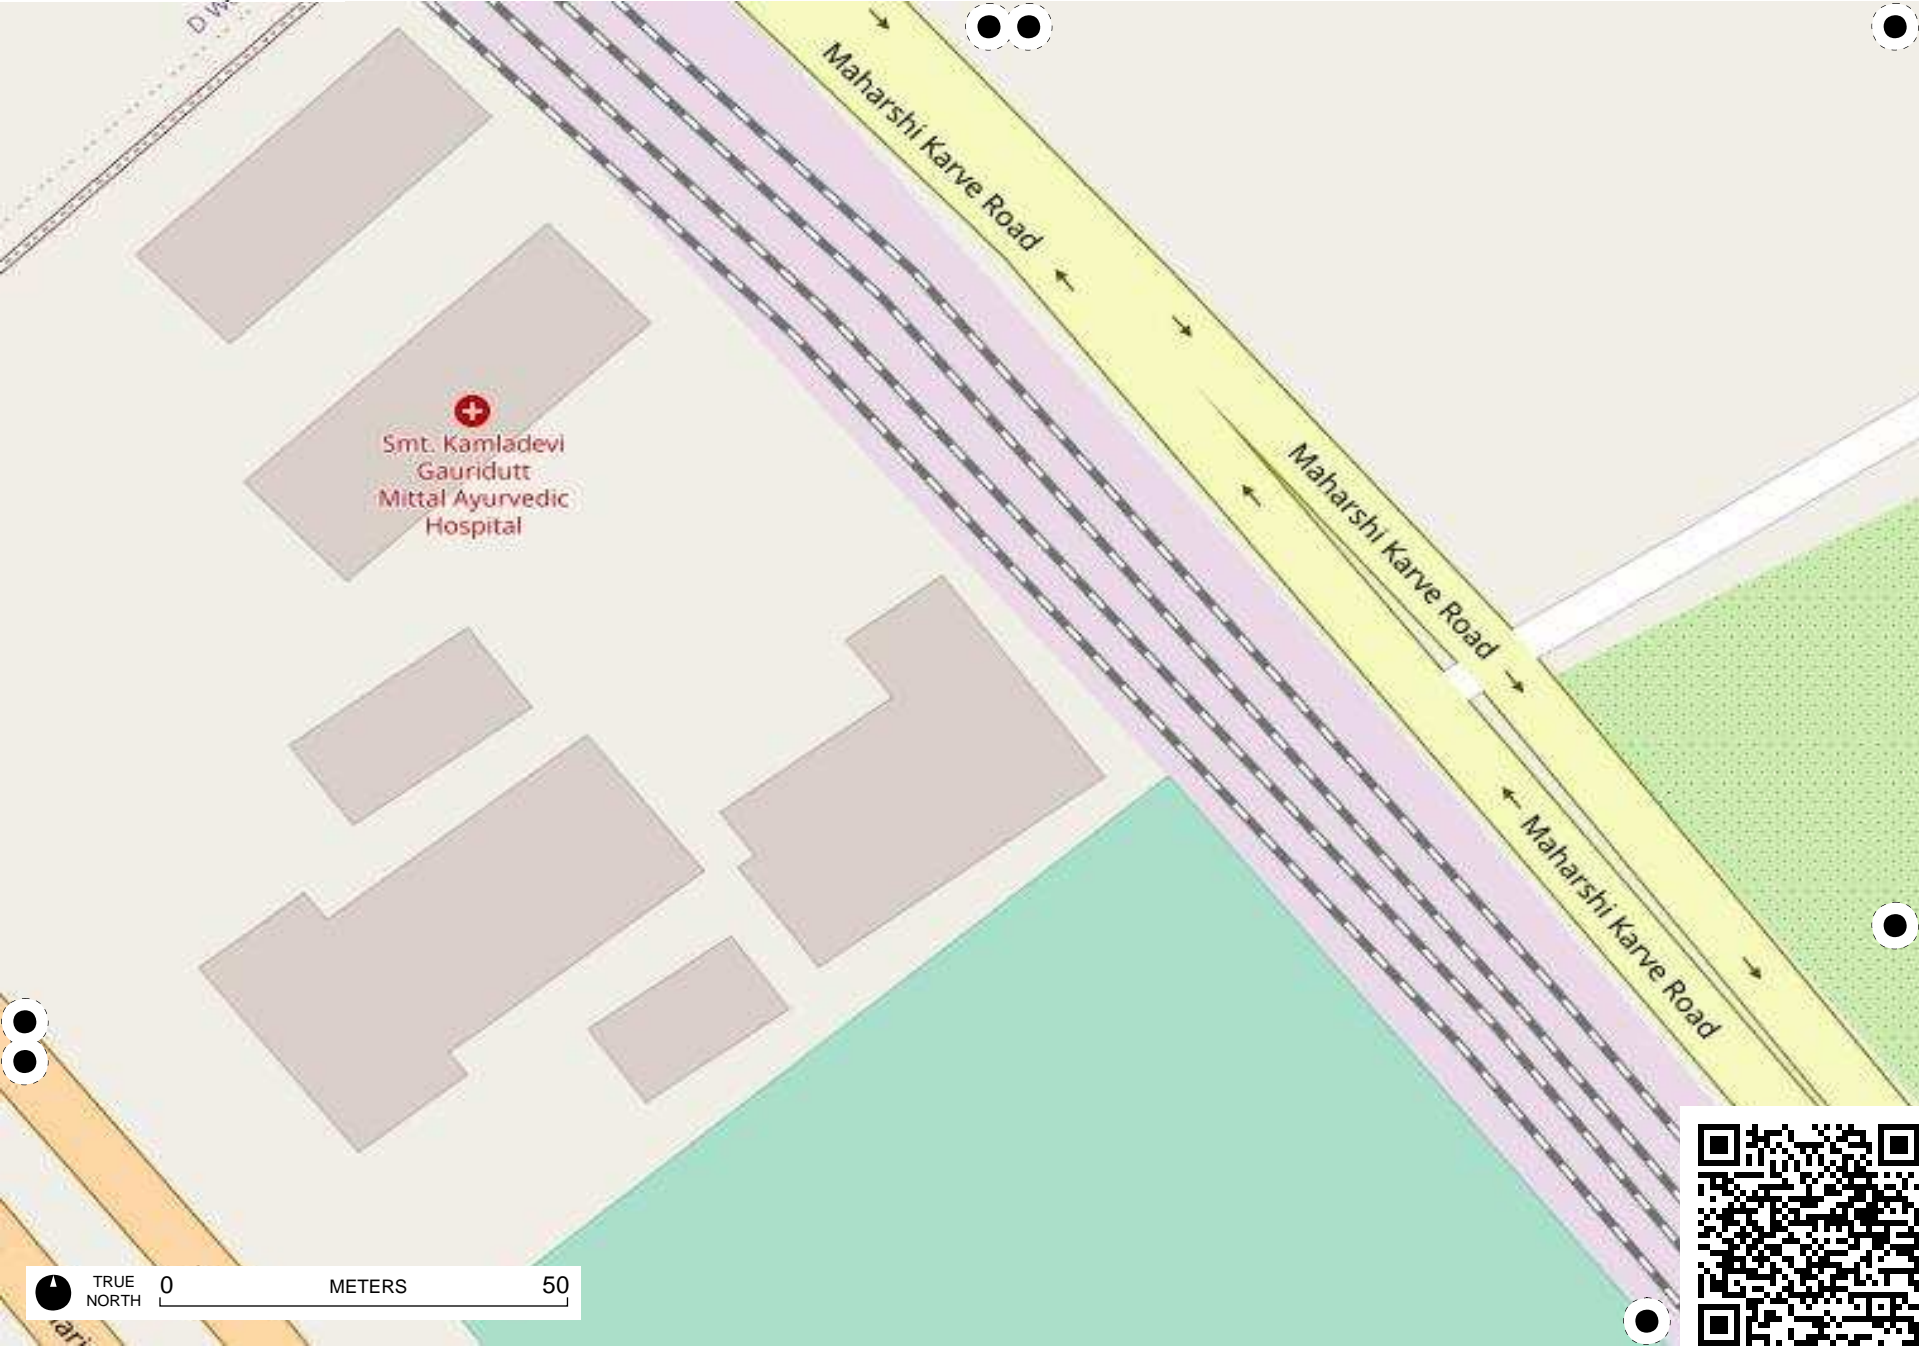 Maharshi Karve Road
Smt. Kamladevi
Gauridutt
Mittal Ayurvedic
Hospital
Maharshi Karve Road
Maharshi Karve Road
TRUE
NORTH
0 METERS 50